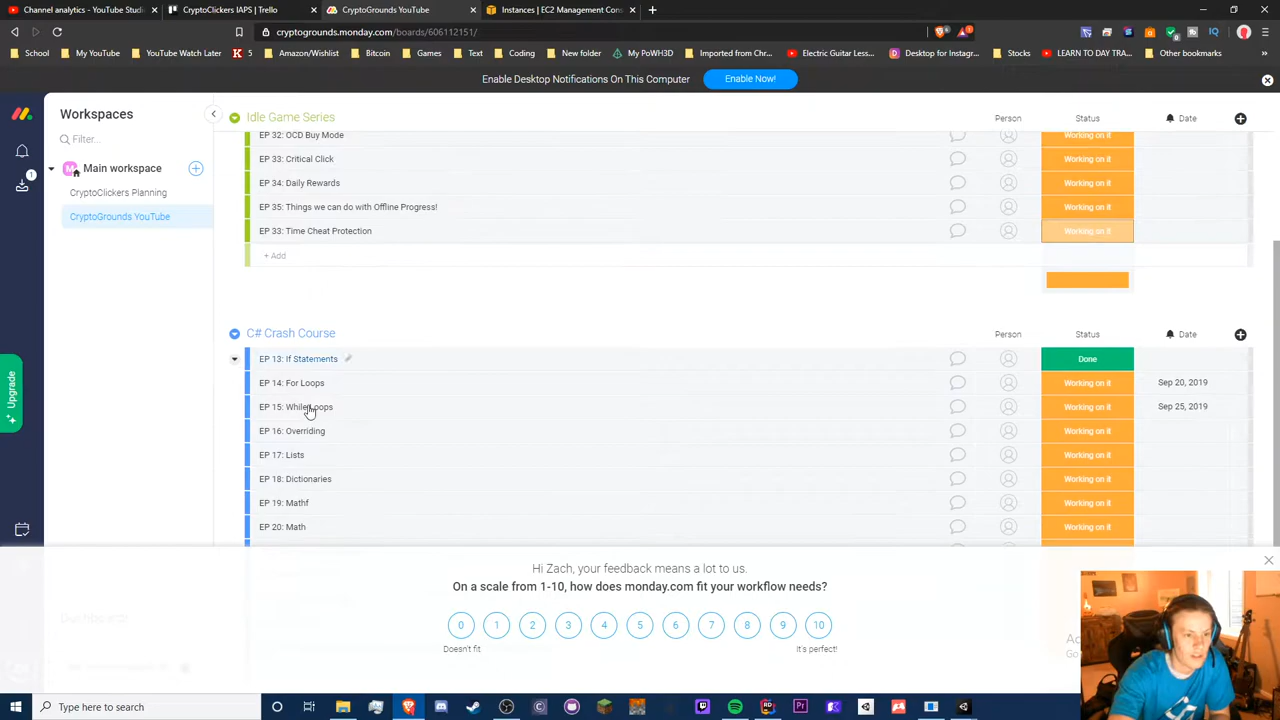 Channel analytics - YouTube Studio
CryptoClickers IAPS | Trello
CryptoGrounds YouTube
Instances | EC2 Management Con
cryptogrounds.monday.com/boards/606112151/
School
YouTube Watch Later
5
Airbitz
Bitcoin
Games
Text
Coding
New folder
My PoWH3D
Imported from Chr...
Electric Guitar Less...
Desktop for Instagr...
Stocks
LEARN TO DAY TRA...
Enable Desktop Notifications On This Computer
Enable Now!
Workspaces
Filter...
M
Main workspace
CryptoClickers Planning
CryptoGrounds YouTube
1
Upgrade
Idle Game Series
Person
Status
Date
EP 32: OCD Buy Mode
Working on it
EP 33: Critical Click
Working on it
EP 34: Daily Rewards
Working on it
EP 35: Things we can do with Offline Progress!
Working on it
EP 33: Time Cheat Protection
Working on it
+ Add
C# Crash Course
Person
Status
Date
EP 13: If Statements
Done
EP 14: For Loops
Working on it
Sep 20, 2019
EP 15: While Loops
Working on it
Sep 25, 2019
EP 16: Overriding
Working on it
EP 17: Lists
Working on it
EP 18: Dictionaries
Working on it
EP 19: Mathf
Working on it
EP 20: Math
Working on it
Hi Zach, your feedback means a lot to us.
On a scale from 1-10, how does monday.com fit your workflow needs?
0 1 2 3 4 5 6 7 8 9 10
Doesn't fit
It's perfect!
Type here to search